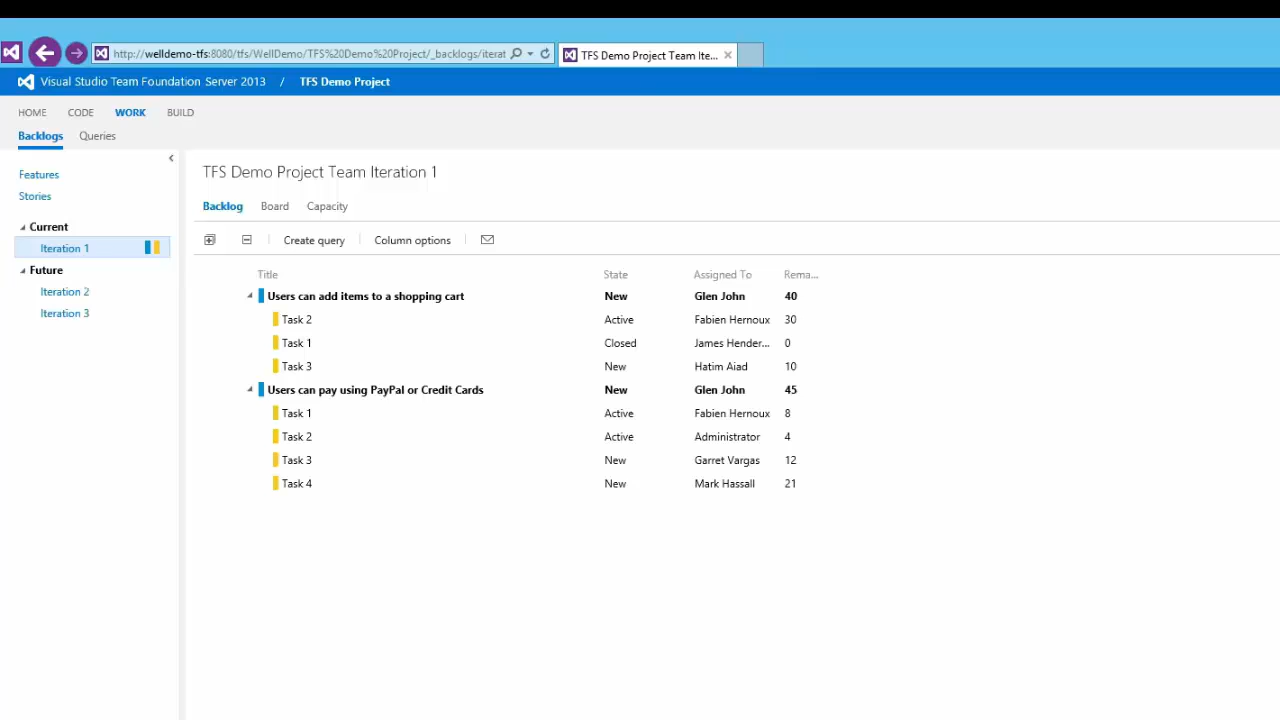 http://welldemo-tfs:8080/tfs/WellDemo/TFS%20Demo%20Project/_backlogs/iterat
TFS Demo Project Team Ite...
Visual Studio Team Foundation Server 2013 / TFS Demo Project
HOME CODE WORK BUILD
Backlogs Queries
Features
Stories
Current
Iteration 1
Future
Iteration 2
Iteration 3
TFS Demo Project Team Iteration 1
Backlog Board Capacity
Create query Column options
Title State Assigned To Rema...
Users can add items to a shopping cart New Glen John 40
Task 2 Active Fabien Hernoux 30
Task 1 Closed James Hender... 0
Task 3 New Hatim Aiad 10
Users can pay using PayPal or Credit Cards New Glen John 45
Task 1 Active Fabien Hernoux 8
Task 2 Active Administrator 4
Task 3 New Garret Vargas 12
Task 4 New Mark Hassall 21